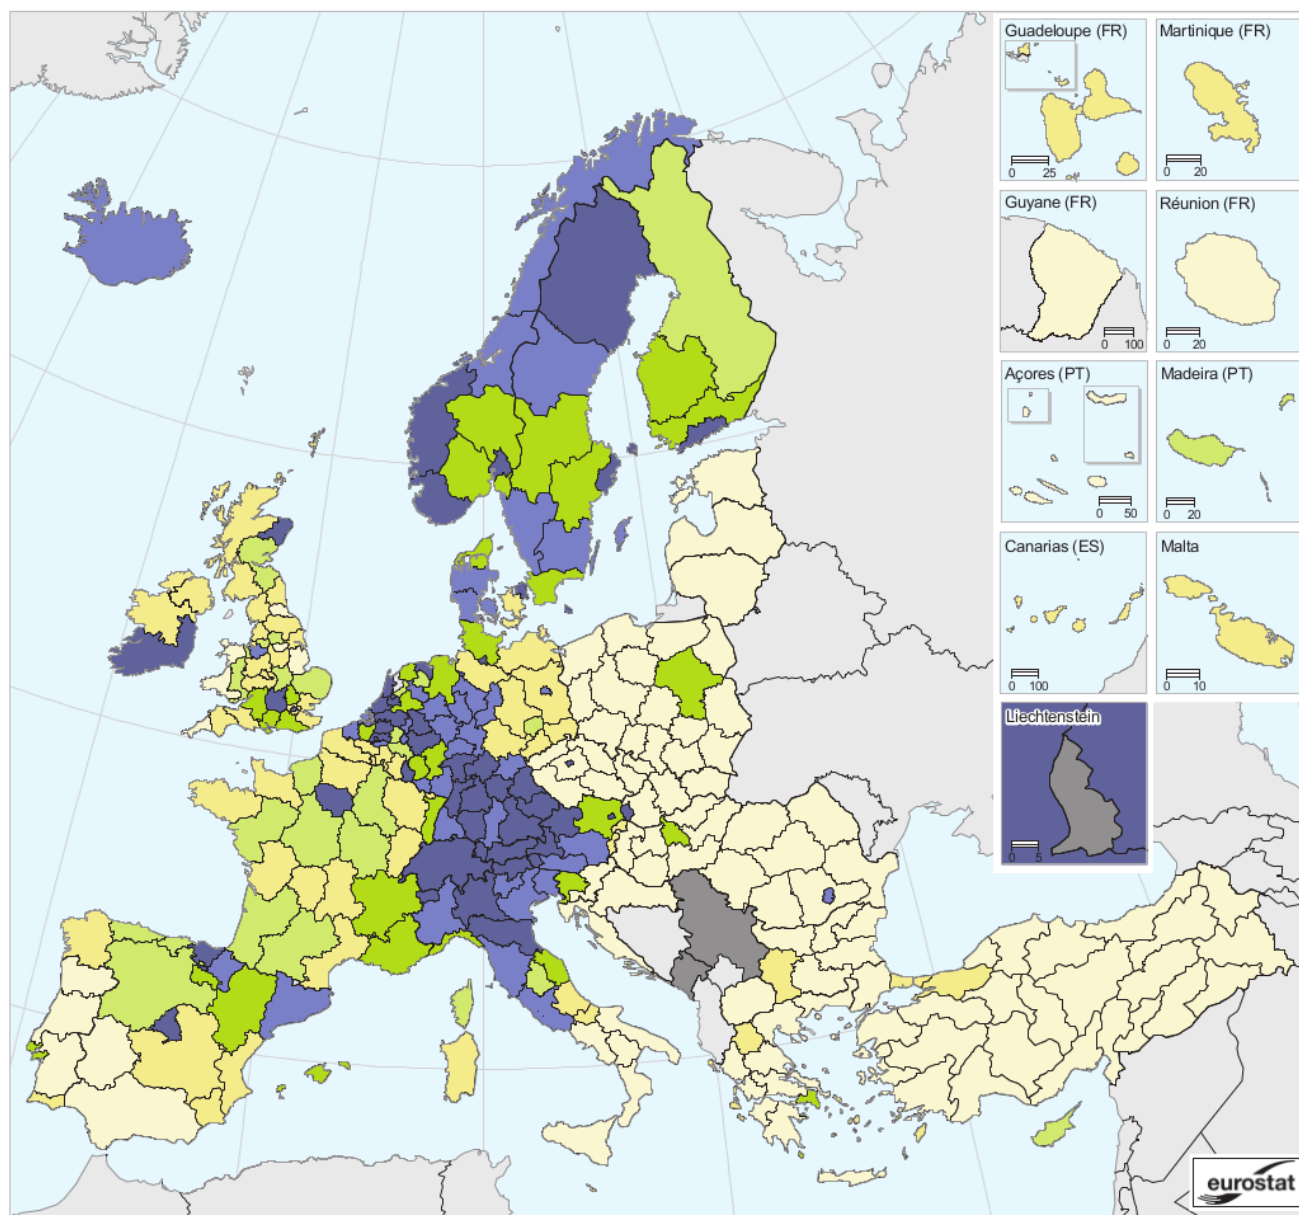 Guadeloupe (FR)
0 25
Martinique (FR)
0 20
Guyane (FR)
0 100
Réunion (FR)
0 20
Açores (PT)
0 50
Madeira (PT)
0 20
Canarias (ES)
0 100
Malta
0 10
Liechtenstein
0 5
eurostat